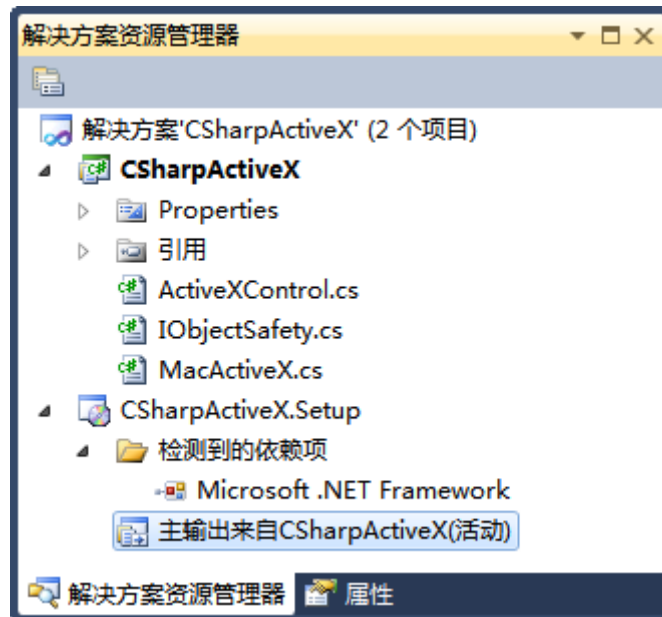 解决方案资源管理器
解决方案'CSharpActiveX' (2 个项目)
CSharpActiveX
Properties
引用
ActiveXControl.cs
IObjectSafety.cs
MacActiveX.cs
CSharpActiveX.Setup
检测到的依赖项
Microsoft .NET Framework
主输出来自CSharpActiveX(活动)
解决方案资源管理器 属性